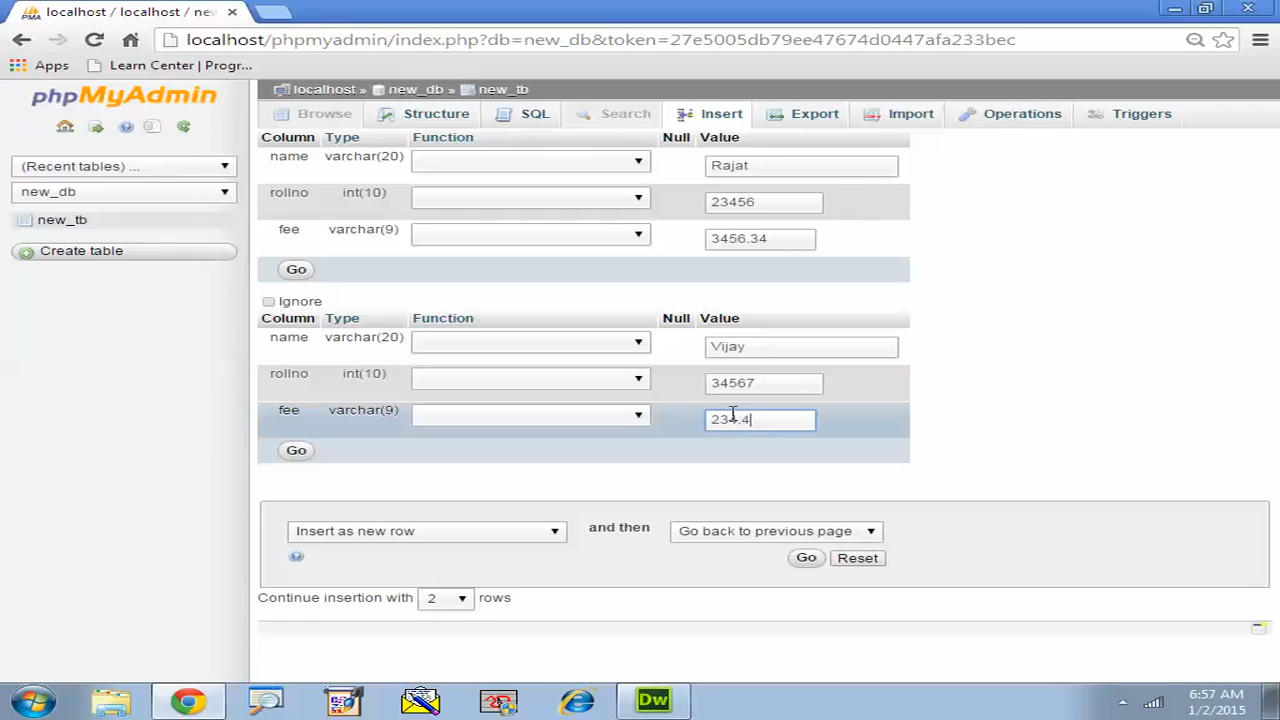 localhost / localhost / new
localhost/phpmyadmin/index.php?db=new_db&token=27e5005db79ee47674d0447afa233bec
Apps Learn Center | Progr...
phpMyAdmin
(Recent tables) ...
new_db
new_tb
Create table
localhost » new_db » new_tb
Browse Structure SQL Search Insert Export Import Operations Triggers
Column Type Function Null Value
name varchar(20) Rajat
rollno int(10) 23456
fee varchar(9) 3456.34
Go
Ignore
Column Type Function Null Value
name varchar(20) Vijay
rollno int(10) 34567
fee varchar(9) 234.4
Go
Insert as new row and then Go back to previous page
Go Reset
Continue insertion with 2 rows
Dw
6:57 AM
1/2/2015